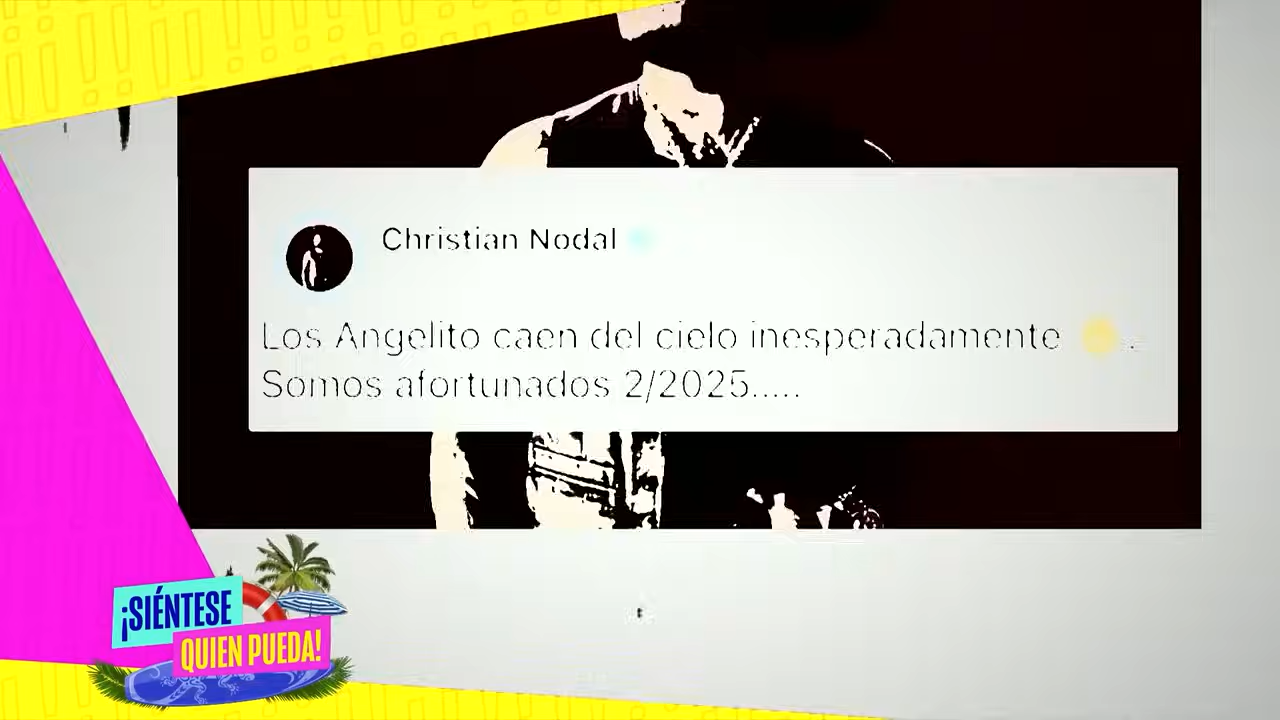 Christian Nodal
Los Angelito caen del cielo inesperadamente
Somos afortunados 2/2025.....
¡SIÉNTESE
QUIEN PUEDA!